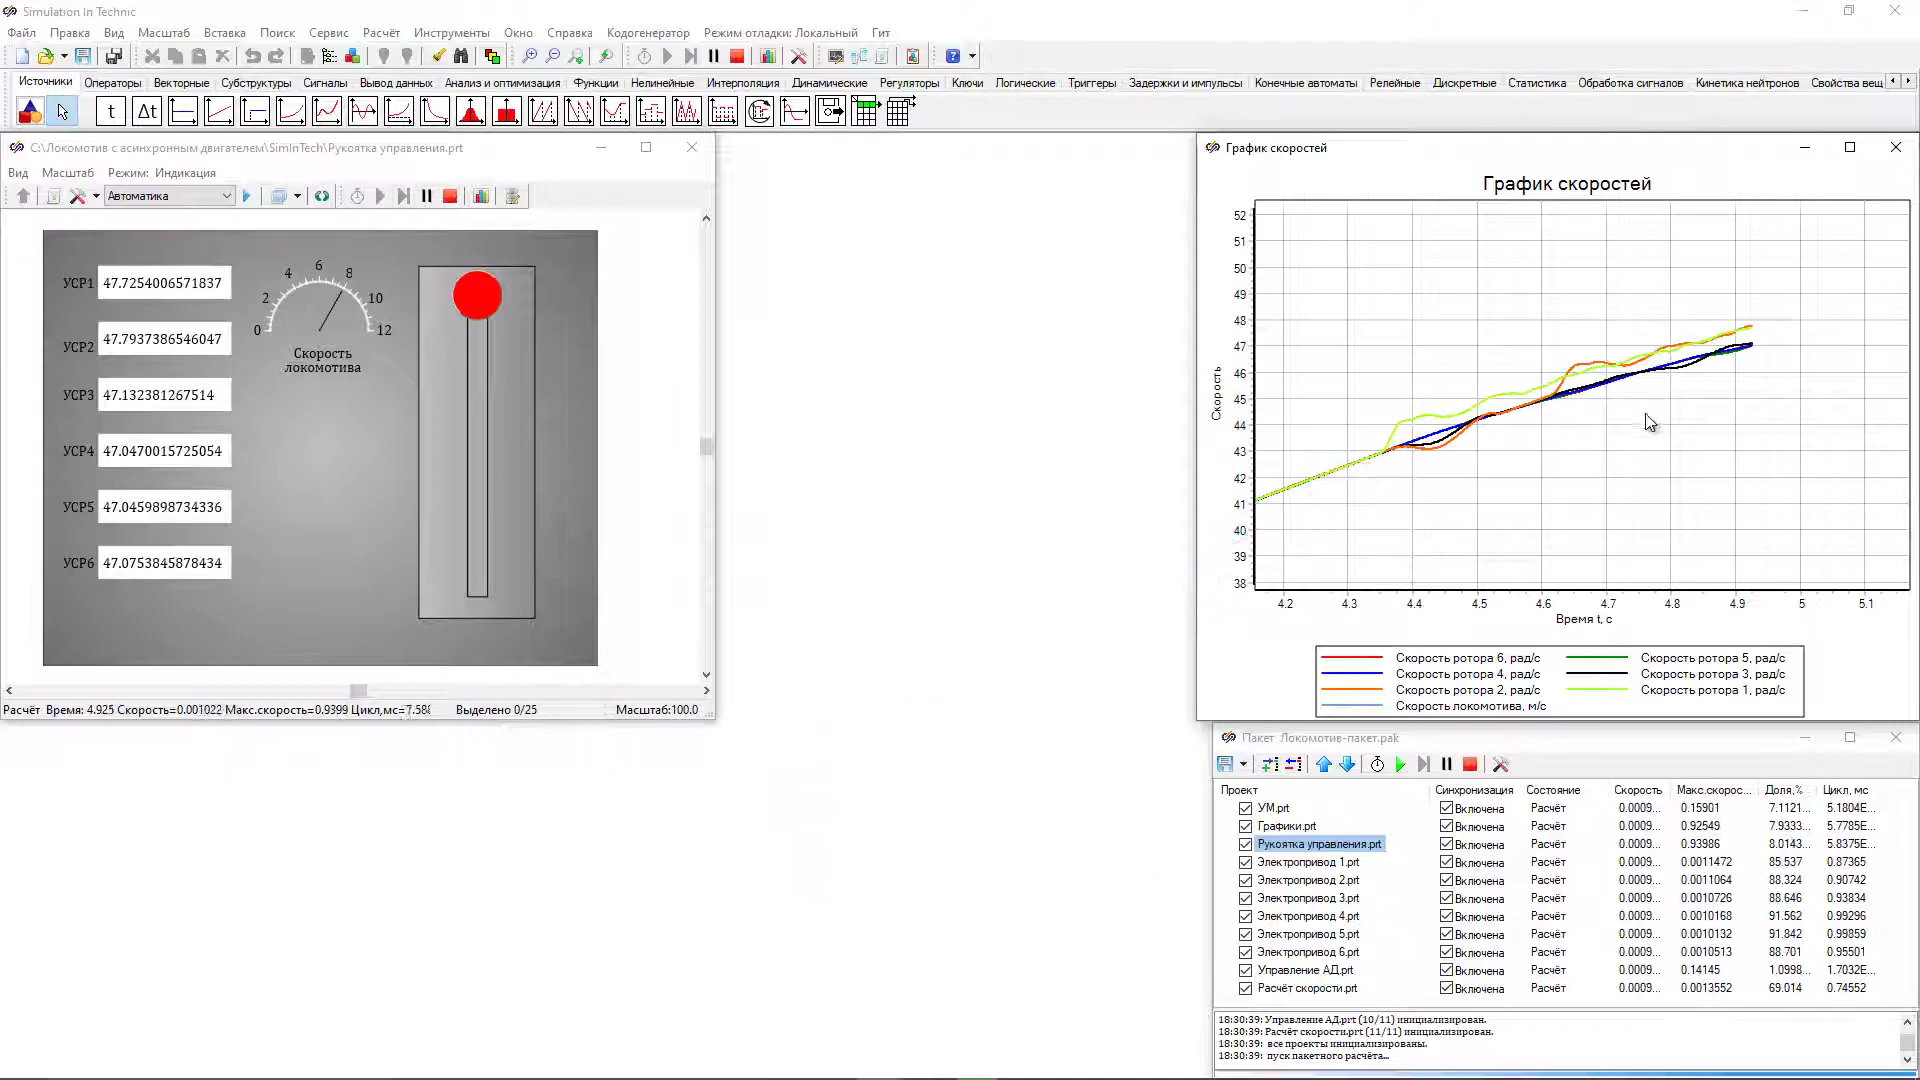 Simulation In Technic
Файл Правка Вид Масштаб Вставка Поиск Сервис Расчёт Инструменты Окно Справка Кодогенератор Режим отладки: Локальный Гит
Источники Операторы Векторные Субструктуры Сигналы Вывод данных Анализ и оптимизация Функции Нелинейные Интерполяция Динамические Регуляторы Ключи Логические Триггеры Задержки и импульсы Конечные автоматы Релейные Дискретные Статистика Обработка сигналов Кинетика нейтронов Свойства вещ
t Δt
C:\Локомотив с асинхронным двигателем\SimInTech\Рукоятка управления.prt
Вид Масштаб Режим: Индикация
Автоматика
УСР1 47.7254006571837
УСР2 47.7937386546047
УСР3 47.132381267514
УСР4 47.0470015725054
УСР5 47.0459898734336
УСР6 47.0753845878434
0 2 4 6 8 10 12
Скорость
локомотива
Расчёт Время: 4.925 Скорость=0.001022 Макс.скорость=0.9399 Цикл,мс=7.58 Выделено 0/25 Масштаб:100.0
График скоростей
График скоростей
Скорость
52
51
50
49
48
47
46
45
44
43
42
41
40
39
38
4.2 4.3 4.4 4.5 4.6 4.7 4.8 4.9 5 5.1
Время t, с
Скорость ротора 6, рад/с Скорость ротора 5, рад/с
Скорость ротора 4, рад/с Скорость ротора 3, рад/с
Скорость ротора 2, рад/с Скорость ротора 1, рад/с
Скорость локомотива, м/с
Пакет Локомотив-пакет.pak
Проект Синхронизация Состояние Скорость Макс.скорос... Доля,% Цикл, мс
УМ.prt Включена Расчёт 0.0009... 0.15901 7.1121... 5.1804E...
Графики.prt Включена Расчёт 0.0009... 0.92549 7.9333... 5.7785E...
Рукоятка управления.prt Включена Расчёт 0.0009... 0.93986 8.0143... 5.8375E...
Электропривод 1.prt Включена Расчёт 0.0009... 0.0011472 85.537 0.87365
Электропривод 2.prt Включена Расчёт 0.0009... 0.0011064 88.324 0.90742
Электропривод 3.prt Включена Расчёт 0.0009... 0.0010726 88.646 0.93834
Электропривод 4.prt Включена Расчёт 0.0009... 0.0010168 91.562 0.99296
Электропривод 5.prt Включена Расчёт 0.0009... 0.0010132 91.842 0.99859
Электропривод 6.prt Включена Расчёт 0.0009... 0.0010513 88.701 0.95501
Управление АД.prt Включена Расчёт 0.0009... 0.14145 1.0998... 1.7032E...
Расчёт скорости.prt Включена Расчёт 0.0009... 0.0013552 69.014 0.74552
18:30:39: Управление АД.prt (10/11) инициализирован.
18:30:39: Расчёт скорости.prt (11/11) инициализирован.
18:30:39: все проекты инициализированы.
18:30:39: пуск пакетного расчёта...